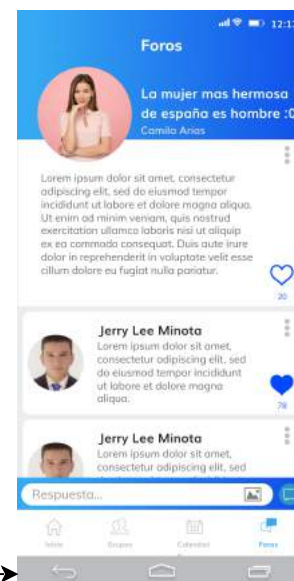 12:1
Foros
La mujer mas hermosa
de españa es hombre :0
Camila Arias
Lorem ipsum dolor sit amet, consectetur
adipiscing elit, sed do eiusmod tempor
incididunt ut labore et dolore magna aliqua.
Ut enim ad minim veniam, quis nostrud
exercitation ullamco laboris nisi ut aliquip
ex ea commodo consequat. Duis aute irure
dolor in reprehenderit in voluptate velit esse
cillum dolore eu fugiat nulla pariatur.
20
Jerry Lee Minota
Lorem ipsum dolor sit amet,
consectetur adipiscing elit, sed
do eiusmod tempor incididunt
ut labore et dolore magna
aliqua.
78
Jerry Lee Minota
Lorem ipsum dolor sit amet,
consectetur adipiscing elit, sed
do eiusmod tempor incididunt
Respuesta...
Inicio Grupos Calendar Foros